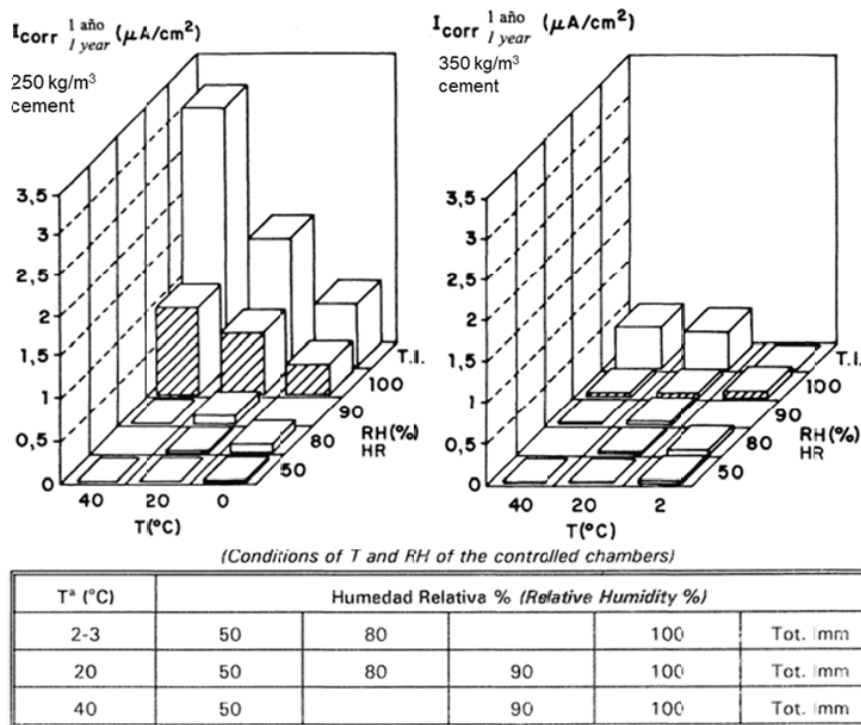 Icorr 1 año / 1 year (μA/cm²)
250 kg/m³
cement
3,5
3
2,5
2
1,5
1
0,5
0
40
20
0
T(°C)
50
80
90
100
T.I.
RH(%)
HR
Icorr 1 año / 1 year (μA/cm²)
350 kg/m³
cement
3,5
3
2,5
2
1,5
1
0,5
0
40
20
2
T(°C)
50
80
90
100
T.I.
RH(%)
HR
(Conditions of T and RH of the controlled chambers)
Tª (°C) Humedad Relativa % (Relative Humidity %)
2-3 50 80 100 Tot. Imm
20 50 80 90 100 Tot. Imm
40 50 90 100 Tot. Imm